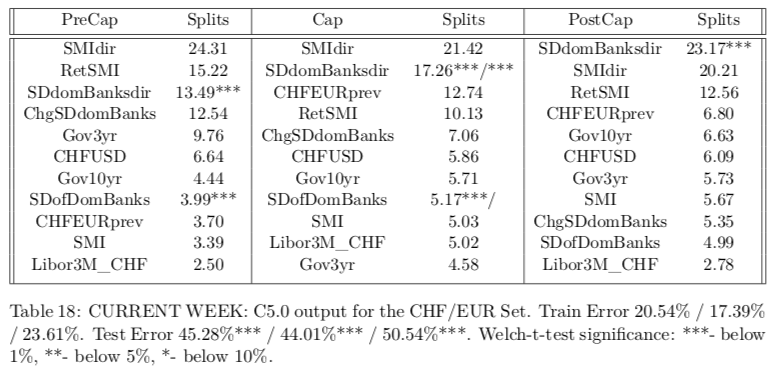 PreCap Splits Cap Splits PostCap Splits
SMIdir 24.31 SMIdir 21.42 SDdomBanksdir 23.17***
RetSMI 15.22 SDdomBanksdir 17.26***/*** SMIdir 20.21
SDdomBanksdir 13.49*** CHFEURprev 12.74 RetSMI 12.56
ChgSDdomBanks 12.54 RetSMI 10.13 CHFEURprev 6.80
Gov3yr 9.76 ChgSDdomBanks 7.06 Gov10yr 6.63
CHFUSD 6.64 CHFUSD 5.86 CHFUSD 6.09
Gov10yr 4.44 Gov10yr 5.71 Gov3yr 5.73
SDofDomBanks 3.99*** SDofDomBanks 5.17***/ SMI 5.67
CHFEURprev 3.70 SMI 5.03 ChgSDdomBanks 5.35
SMI 3.39 Libor3M_CHF 5.02 SDofDomBanks 4.99
Libor3M_CHF 2.50 Gov3yr 4.58 Libor3M_CHF 2.78
Table 18: CURRENT WEEK: C5.0 output for the CHF/EUR Set. Train Error 20.54% / 17.39%
/ 23.61%. Test Error 45.28%*** / 44.01%*** / 50.54%***. Welch-t-test significance: ***- below
1%, **- below 5%, *- below 10%.